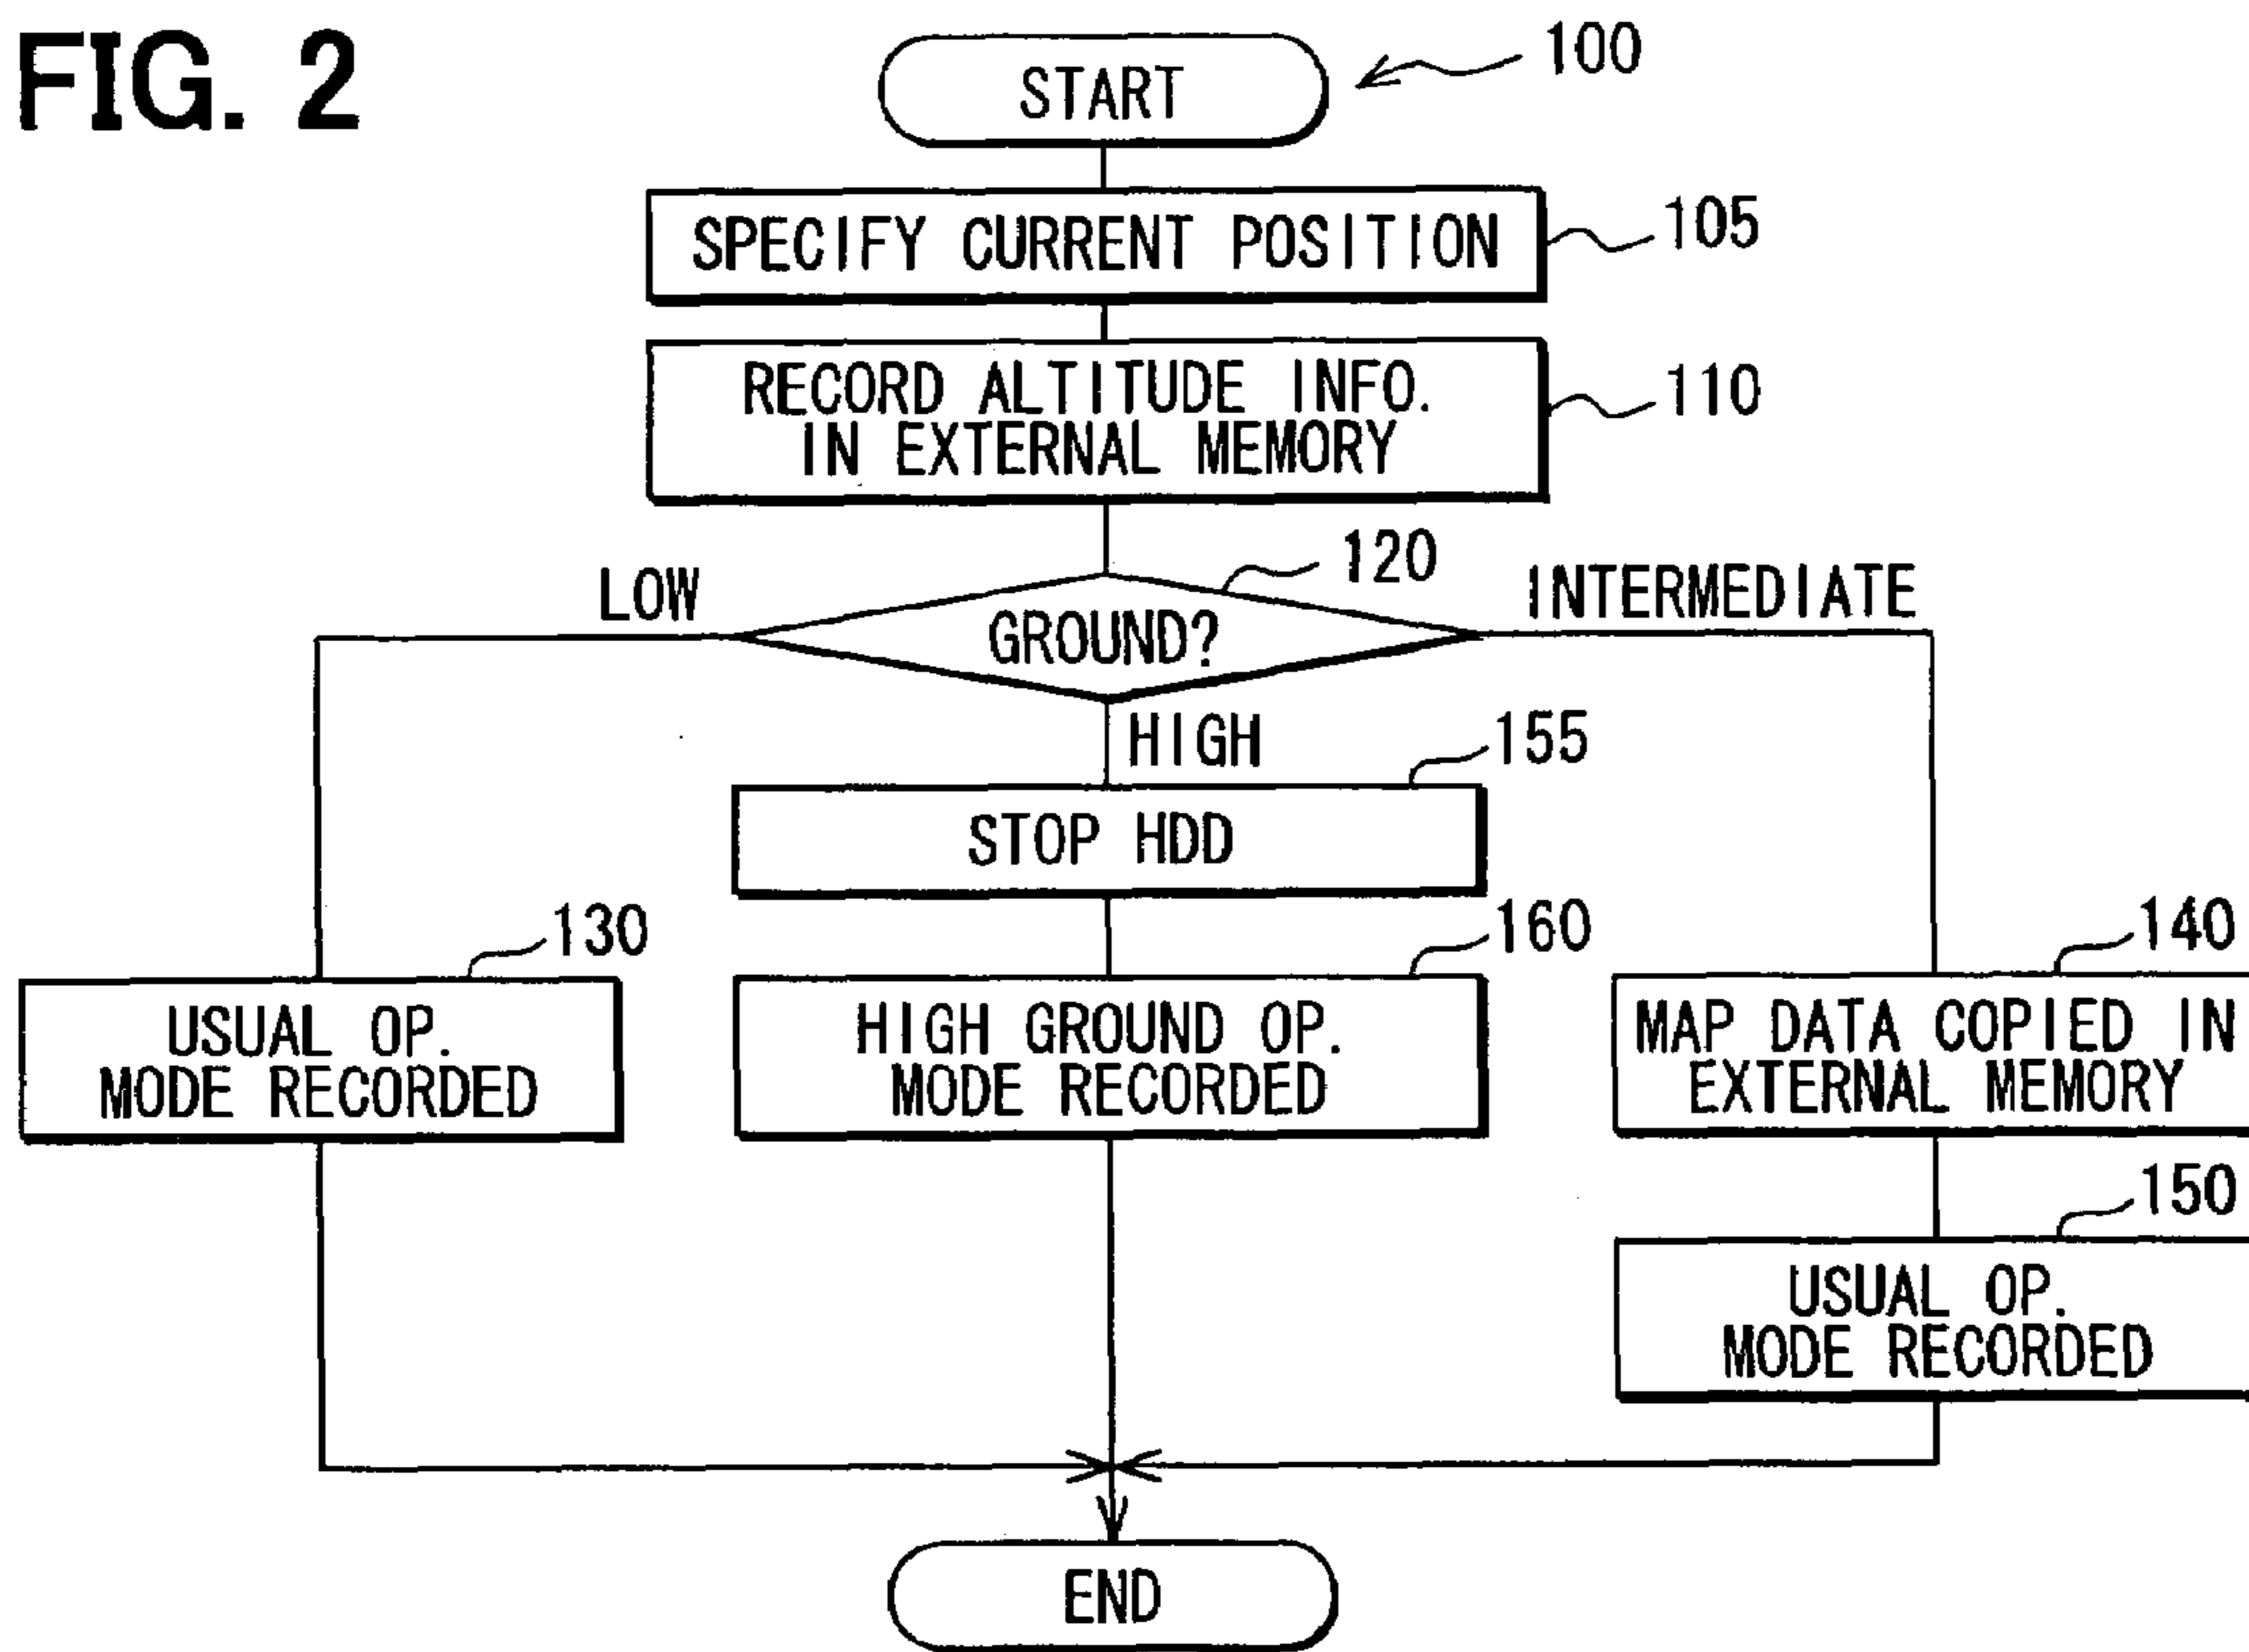 FIG. 2
START
100
SPECIFY CURRENT POSITION
105
RECORD ALTITUDE INFO.
IN EXTERNAL MEMORY
110
120
LOW
GROUND?
INTERMEDIATE
HIGH
155
STOP HDD
130
USUAL OP.
MODE RECORDED
160
HIGH GROUND OP.
MODE RECORDED
140
MAP DATA COPIED IN
EXTERNAL MEMORY
150
USUAL OP.
MODE RECORDED
END